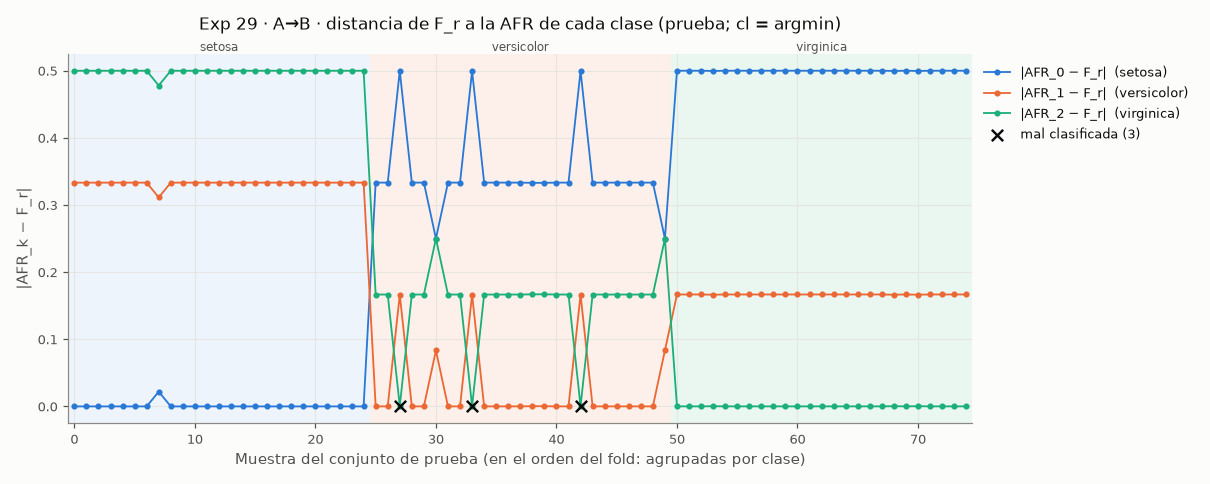 Exp 29 · A→B · distancia de F_r a la AFR de cada clase (prueba; cl = argmin)
setosa
versicolor
virginica
|AFR_0 − F_r| (setosa)
|AFR_1 − F_r| (versicolor)
|AFR_2 − F_r| (virginica)
mal clasificada (3)
|AFR_k − F_r|
0.5
0.4
0.3
0.2
0.1
0.0
0 10 20 30 40 50 60 70
Muestra del conjunto de prueba (en el orden del fold: agrupadas por clase)